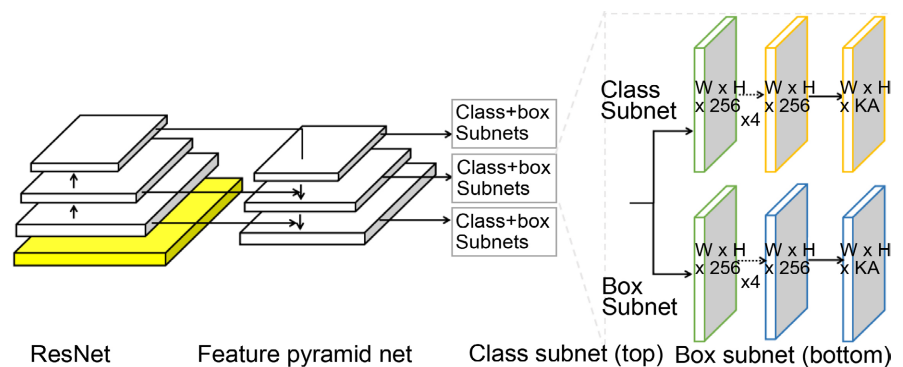 Class+box
Subnets
Class+box
Subnets
Class+box
Subnets
Class
Subnet
W x H
x 256
x4
W x H
x 256
W x H
x KA
Box
Subnet
W x H
x 256
x4
W x H
x 256
W x H
x KA
ResNet
Feature pyramid net
Class subnet (top)
Box subnet (bottom)